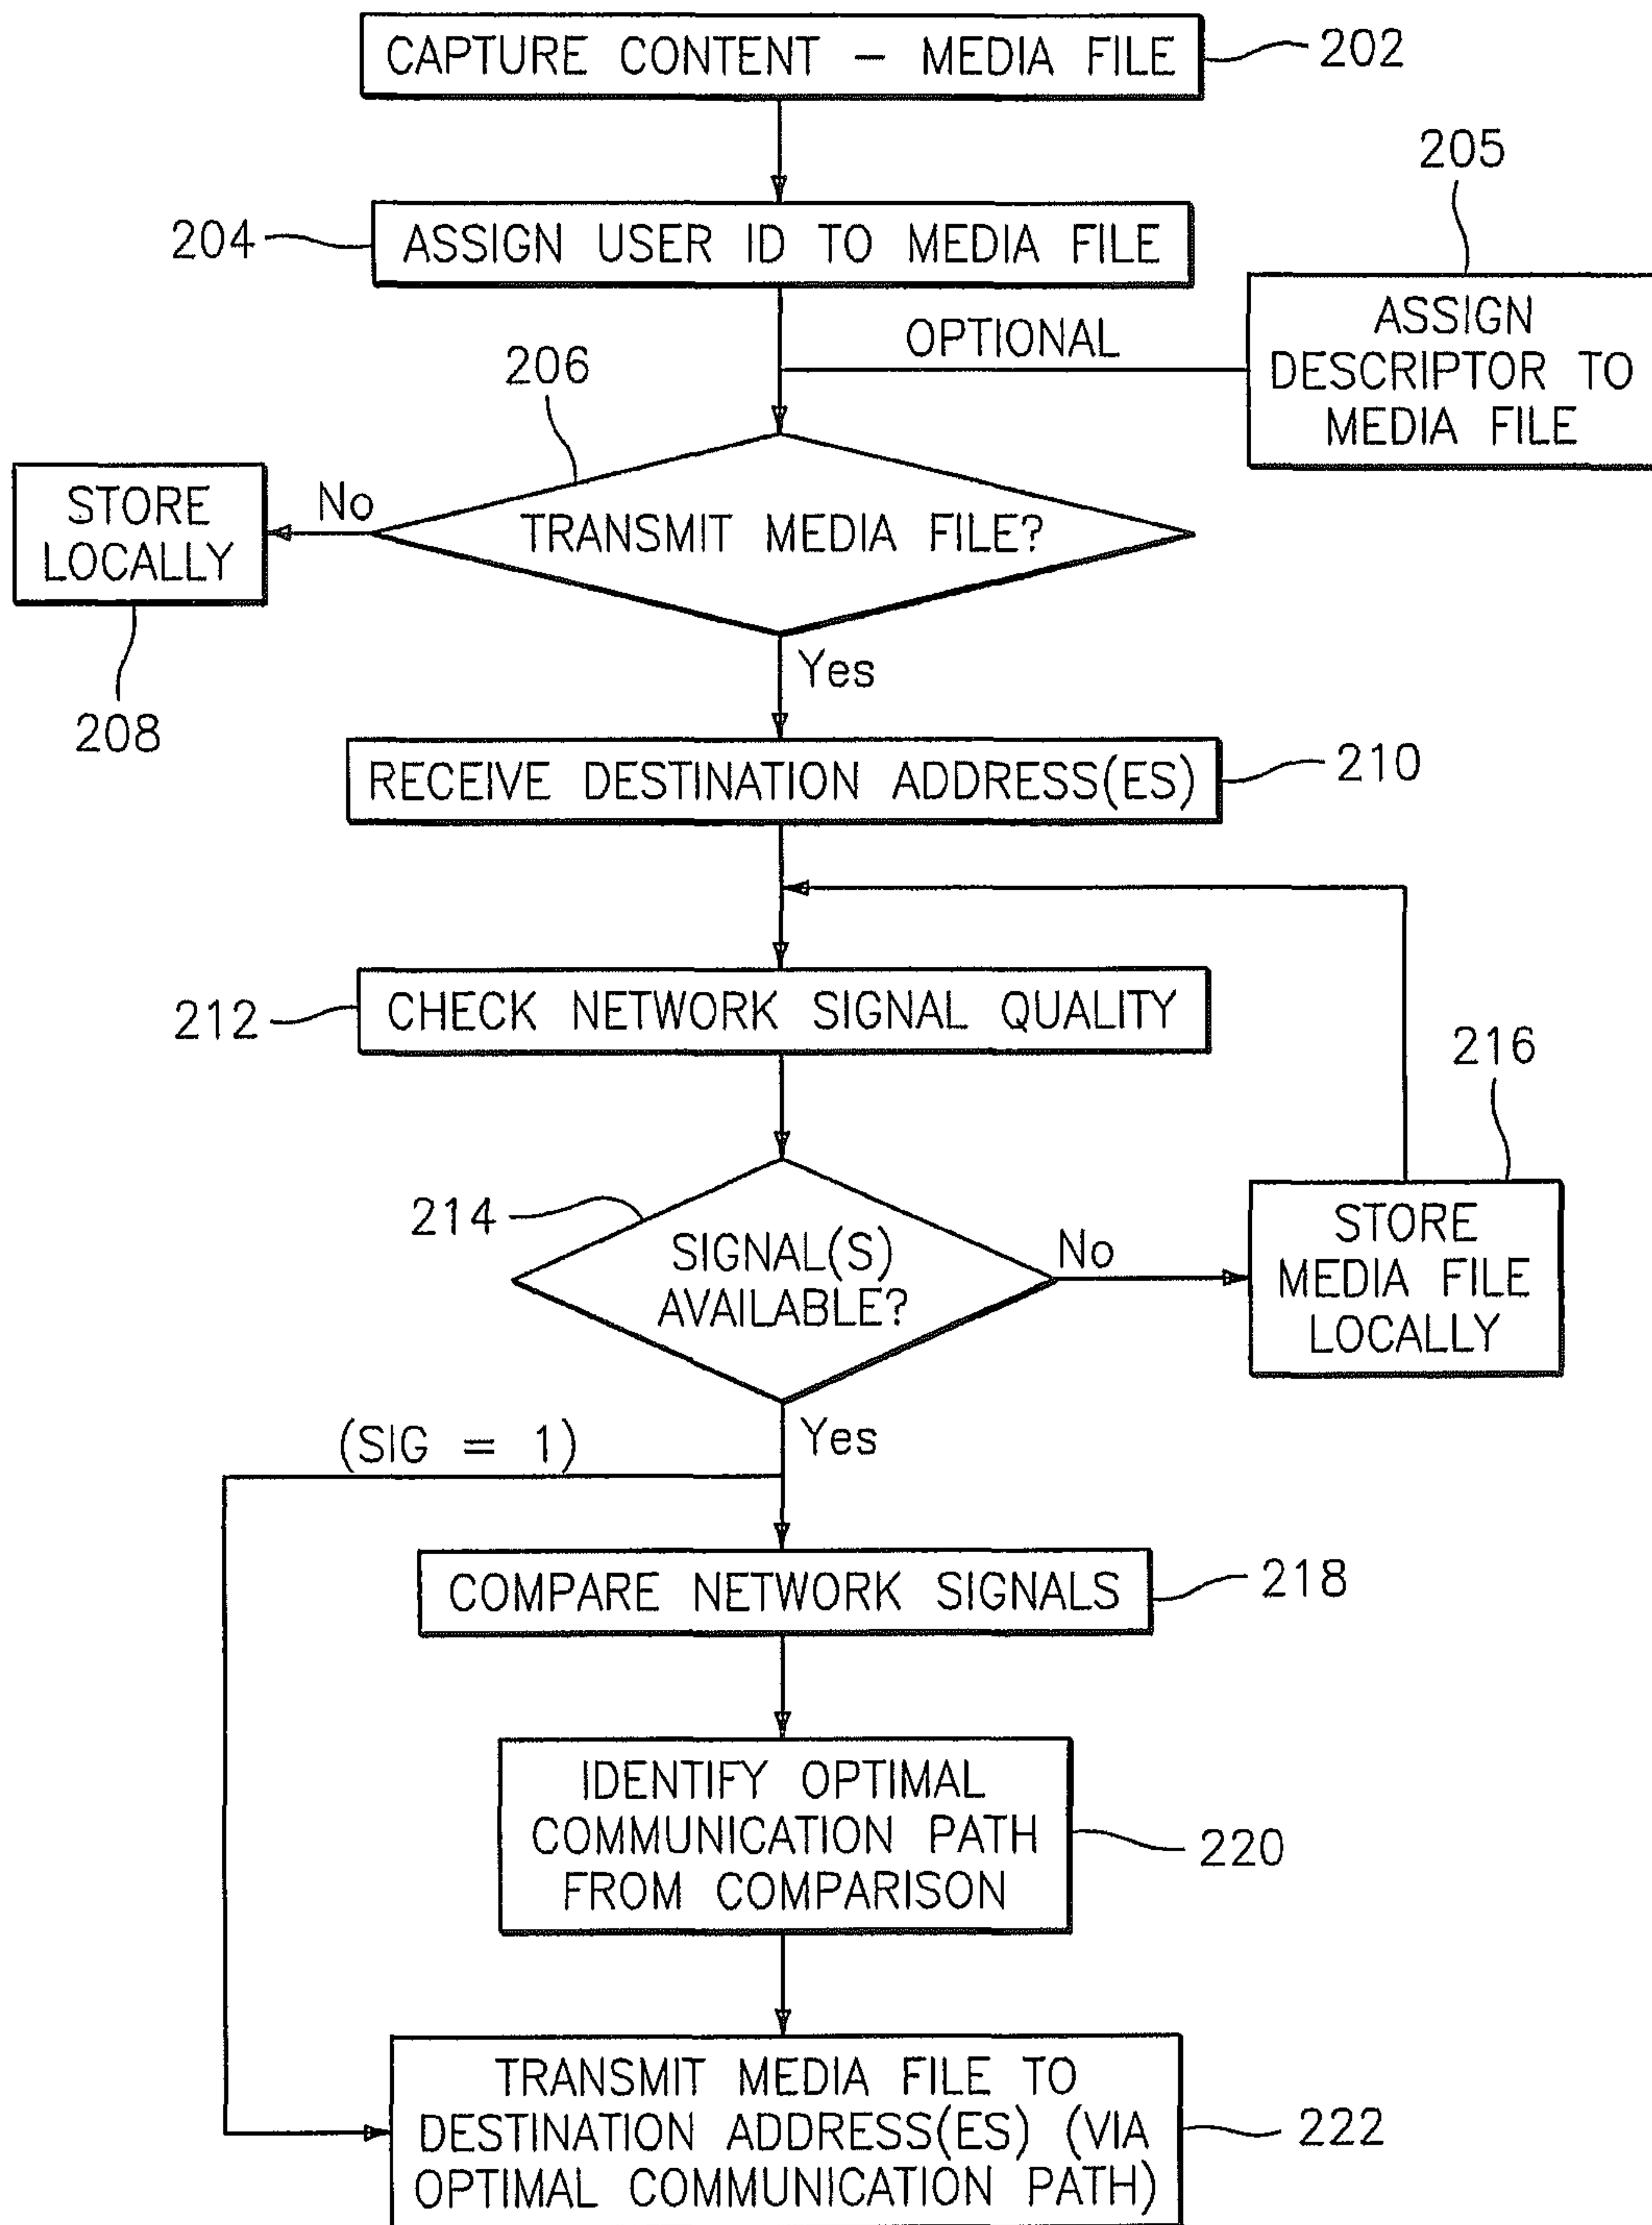 CAPTURE CONTENT – MEDIA FILE
202
205
204
ASSIGN USER ID TO MEDIA FILE
OPTIONAL
ASSIGN
DESCRIPTOR TO
MEDIA FILE
206
STORE
LOCALLY
No
TRANSMIT MEDIA FILE?
208
Yes
RECEIVE DESTINATION ADDRESS(ES)
210
212
CHECK NETWORK SIGNAL QUALITY
216
214
SIGNAL(S)
AVAILABLE?
No
STORE
MEDIA FILE
LOCALLY
(SIG = 1)
Yes
COMPARE NETWORK SIGNALS
218
IDENTIFY OPTIMAL
COMMUNICATION PATH
FROM COMPARISON
220
TRANSMIT MEDIA FILE TO
DESTINATION ADDRESS(ES) (VIA
OPTIMAL COMMUNICATION PATH)
222